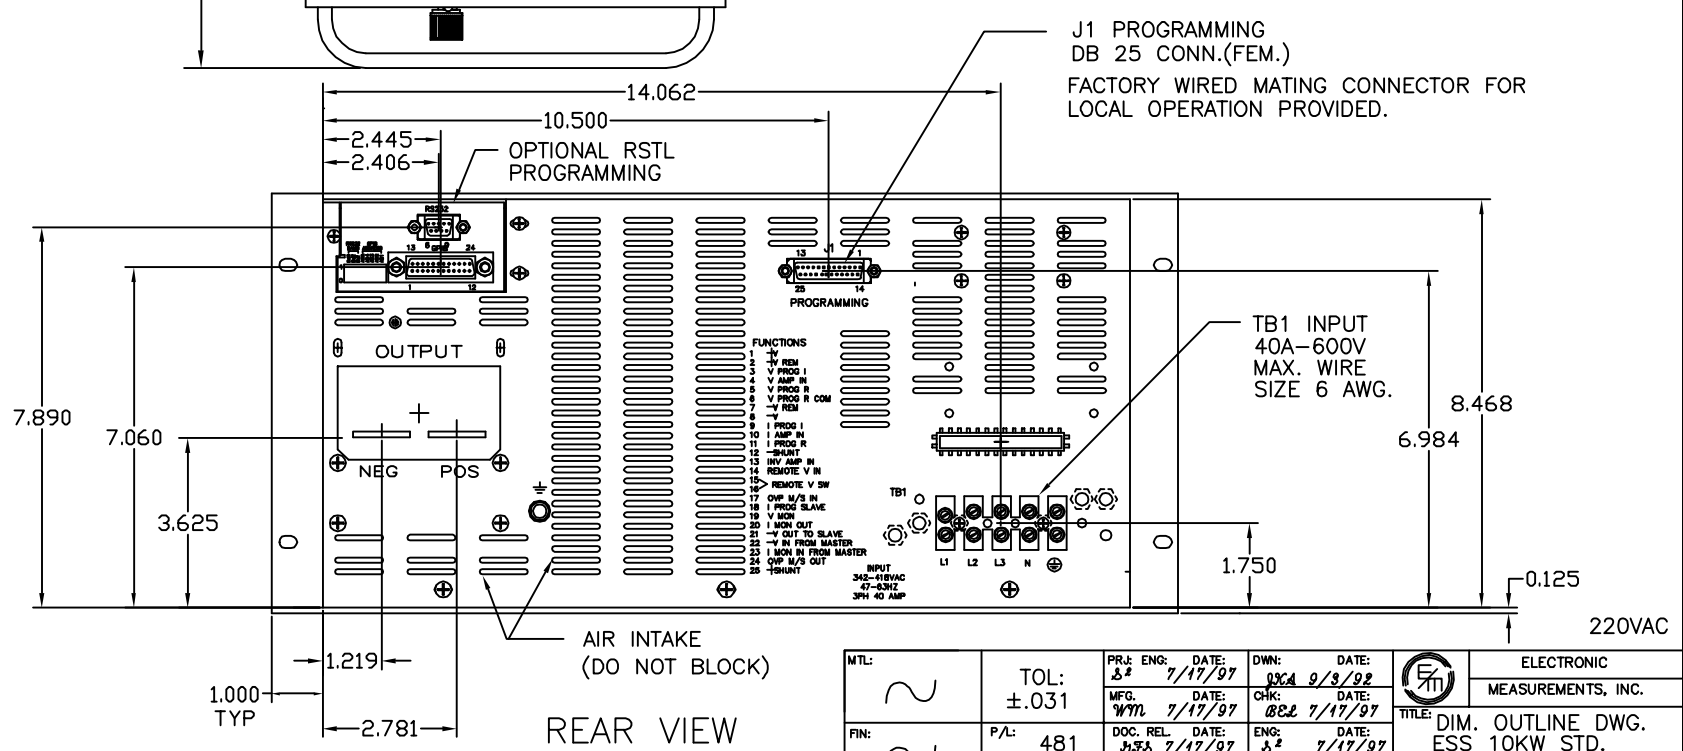 J1 PROGRAMMING
DB 25 CONN.(FEM.)
FACTORY WIRED MATING CONNECTOR FOR
LOCAL OPERATION PROVIDED.
14.062
10.500
2.445
2.406
OPTIONAL RSTL
PROGRAMMING
RS232
6 9
13 GPIB 24
1 12
J1
13 1
25 14
PROGRAMMING
OUTPUT
NEG POS
FUNCTIONS
1 +V
2 +V REM
3 V PROG I
4 V AMP IN
5 V PROG R
6 V PROG R COM
7 -V REM
8 -V
9 I PROG I
10 I AMP IN
11 I PROG R
12 -SHUNT
13 INV AMP IN
14 REMOTE V IN
15
16 > REMOTE V SW
17 OVP M/S IN
18 I PROG SLAVE
19 V MON
20 I MON OUT
21 -V OUT TO SLAVE
22 -V IN FROM MASTER
23 I MON IN FROM MASTER
24 OVP M/S OUT
25 +SHUNT
TB1 INPUT
40A-600V
MAX. WIRE
SIZE 6 AWG.
TB1
L1 L2 L3 N
INPUT
342-418VAC
47-63HZ
3PH 40 AMP
7.890
7.060
3.625
8.468
6.984
1.750
0.125
220VAC
1.219
1.000
TYP
2.781
AIR INTAKE
(DO NOT BLOCK)
REAR VIEW
MTL:
TOL:
±.031
FIN:
P/L:
481
PRJ: ENG: DATE:
S² 7/17/97
DWN: DATE:
9/3/92
MFG. DATE:
WM 7/17/97
CHK: DATE:
BEL 7/17/97
DOC. REL. DATE:
7/17/97
ENG: DATE:
S² 7/17/97
E/M
ELECTRONIC
MEASUREMENTS, INC.
TITLE: DIM. OUTLINE DWG.
ESS 10KW STD.